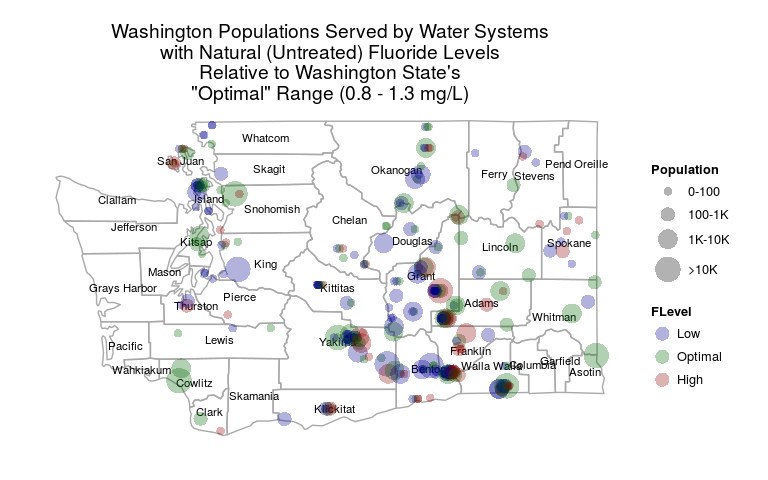 Washington Populations Served by Water Systems
with Natural (Untreated) Fluoride Levels
Relative to Washington State's
"Optimal" Range (0.8 - 1.3 mg/L)
Whatcom
San Juan
Skagit
Okanogan
Ferry
Stevens
Pend Oreille
Clallam
Island
Snohomish
Chelan
Jefferson
Kitsap
Douglas
Lincoln
Spokane
Mason
King
Grant
Grays Harbor
Kittitas
Thurston
Pierce
Adams
Whitman
Pacific
Lewis
Yakima
Franklin
Wahkiakum
Cowlitz
Benton
Walla Walla
Columbia
Garfield
Asotin
Skamania
Clark
Klickitat
Population
0-100
100-1K
1K-10K
>10K
FLevel
Low
Optimal
High